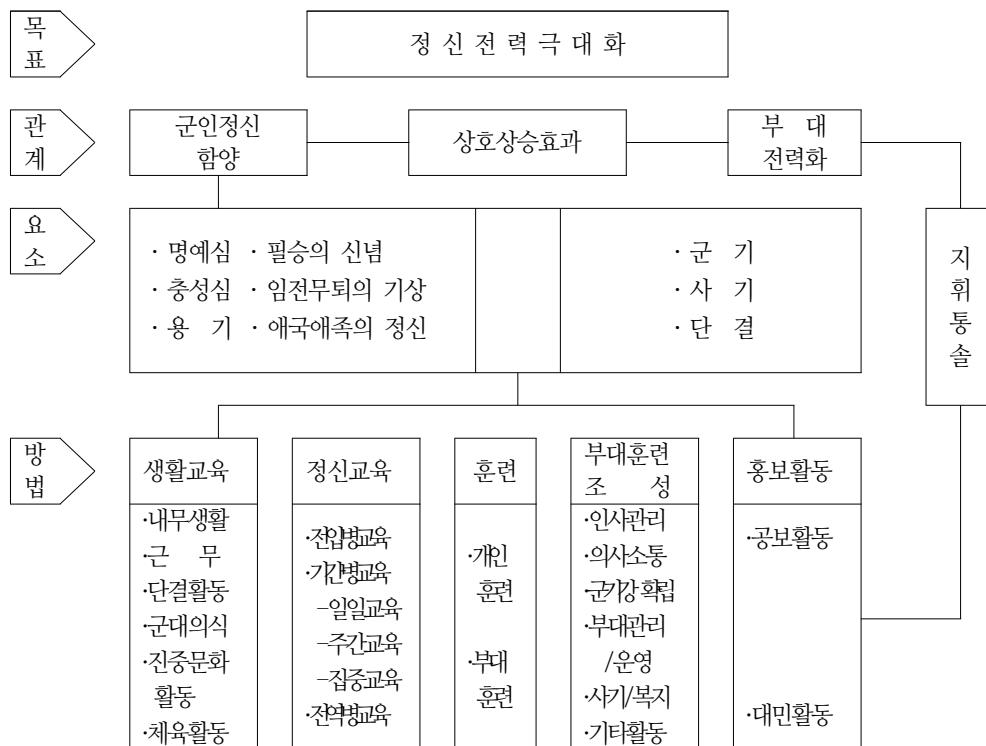 목
표
정 신 전 력 극 대 화
관
계
군인정신
함양
상호상승효과
부 대
전력화
요
소
· 명예심 · 필승의 신념
· 충성심 · 임전무퇴의 기상
· 용 기 · 애국애족의 정신
· 군 기
· 사 기
· 단 결
지
휘
통
솔
방
법
생활교육
·내무생활
·근 무
·단결활동
·군대의식
·진중문화
활동
·체육활동
정신교육
·전입병교육
·기간병교육
-일일교육
-주간교육
-집중교육
·전역병교육
훈련
·개인
훈련
·부대
훈련
부대훈련
조 성
·인사관리
·의사소통
·군기강 확립
·부대관리
/운영
·사기/복지
·기타활동
홍보활동
·공보활동
·대민활동